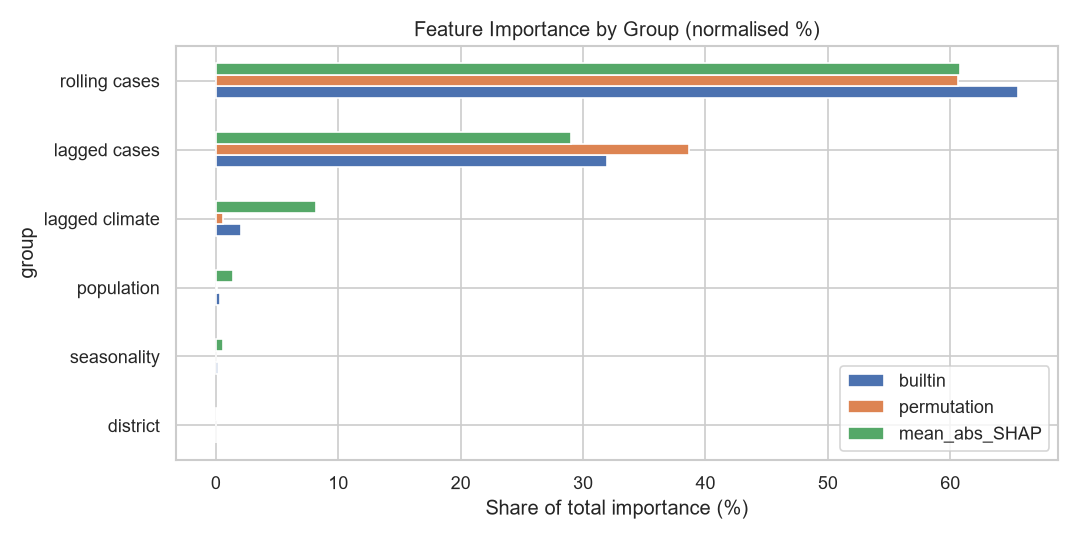 Feature Importance by Group (normalised %)
rolling cases
lagged cases
lagged climate
population
seasonality
district
group
builtin
permutation
mean_abs_SHAP
0 10 20 30 40 50 60
Share of total importance (%)